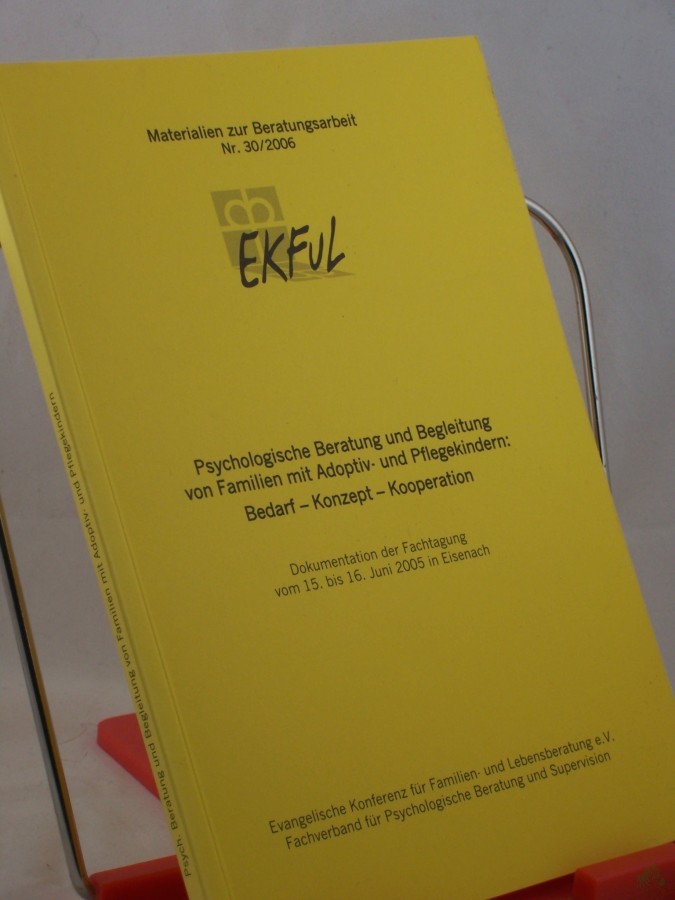 Materialien zur Beratungsarbeit
Nr. 30/2006
EKFuL
Psychologische Beratung und Begleitung
von Familien mit Adoptiv- und Pflegekindern:
Bedarf – Konzept – Kooperation
Dokumentation der Fachtagung
vom 15. bis 16. Juni 2005 in Eisenach
Evangelische Konferenz für Familien- und Lebensberatung e.V.
Fachverband für Psychologische Beratung und Supervision
Psych. Beratung und Begleitung von Familien mit Adoptiv- und Pflegekindern